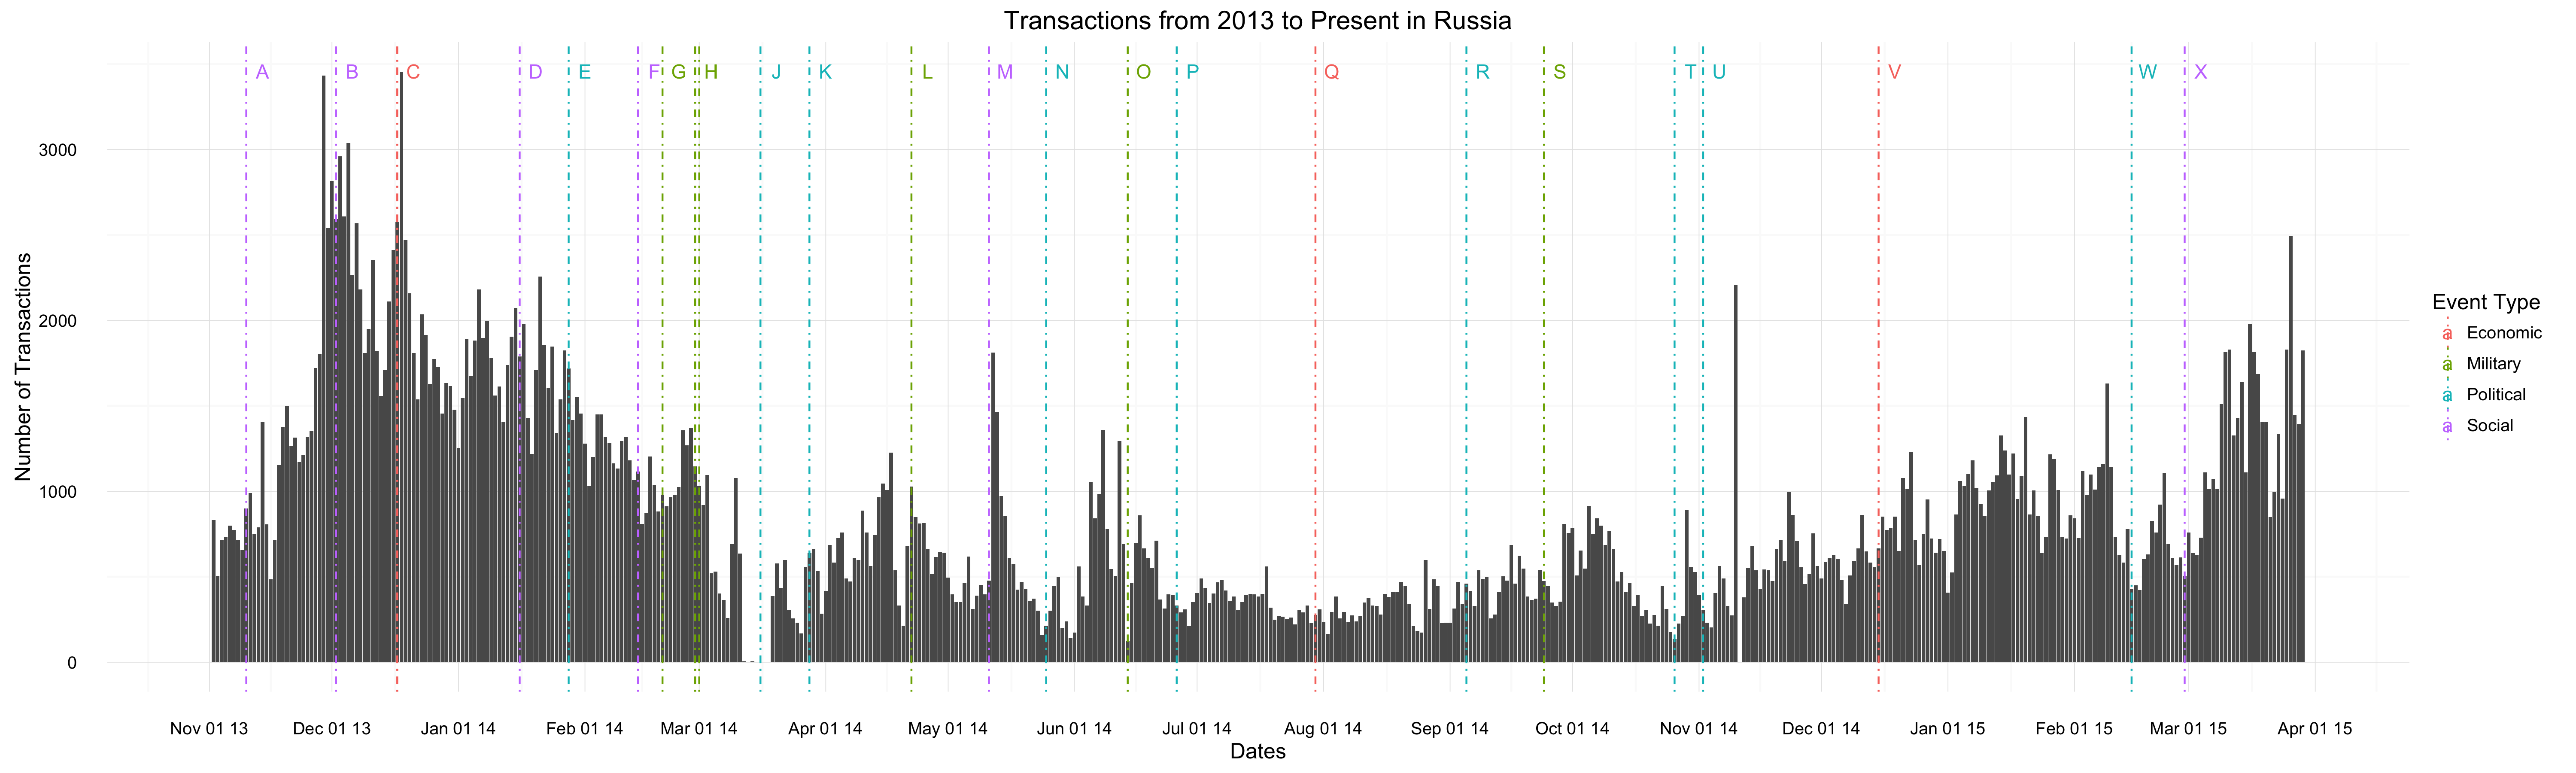 Transactions from 2013 to Present in Russia
A B C D E F G H J K L M N O P Q R S T U V W X
Number of Transactions
3000
2000
1000
0
Nov 01 13 Dec 01 13 Jan 01 14 Feb 01 14 Mar 01 14 Apr 01 14 May 01 14 Jun 01 14 Jul 01 14 Aug 01 14 Sep 01 14 Oct 01 14 Nov 01 14 Dec 01 14 Jan 01 15 Feb 01 15 Mar 01 15 Apr 01 15
Dates
Event Type
a Economic
a Military
a Political
a Social